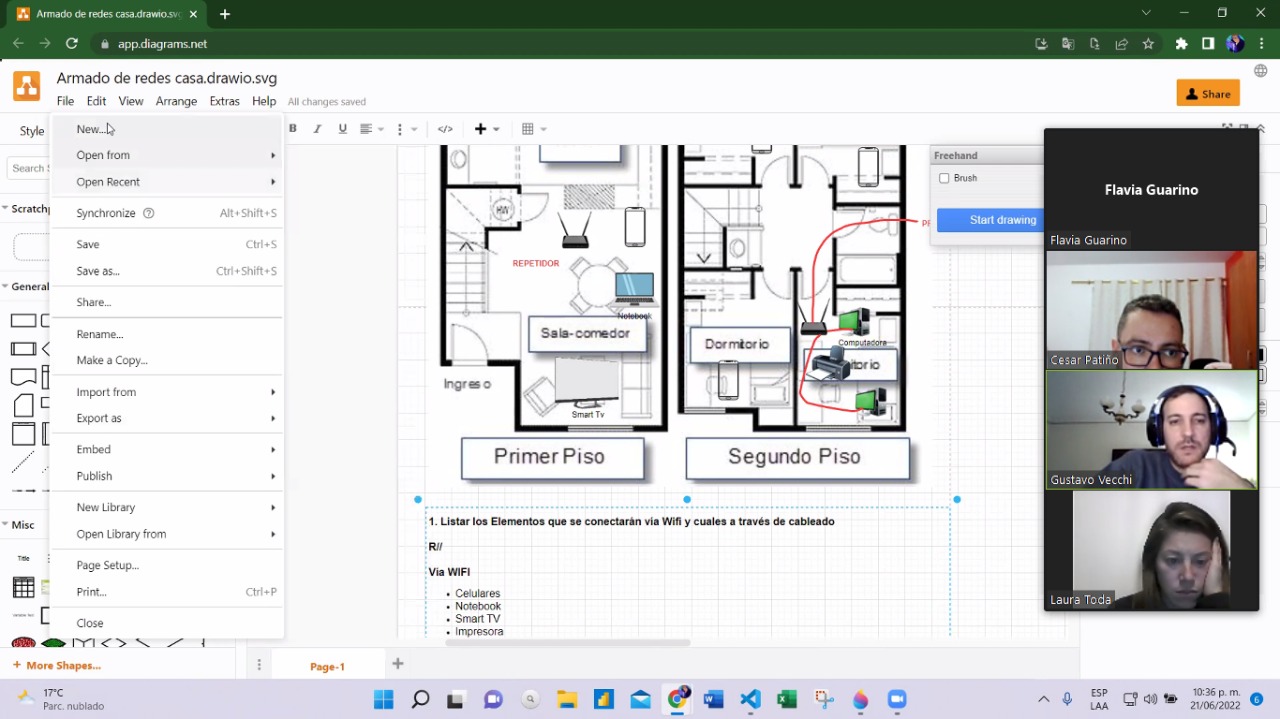 Armado de redes casa.drawio.svg
app.diagrams.net
Armado de redes casa.drawio.svg
File Edit View Arrange Extras Help All changes saved
Share
Style
New...
Open from
Open Recent
Synchronize Alt+Shift+S
Save Ctrl+S
Save as... Ctrl+Shift+S
Share...
Rename...
Make a Copy...
Import from
Export as
Embed
Publish
New Library
Open Library from
Page Setup...
Print... Ctrl+P
Close
Search S
Scratchp
General
Misc
Title
+ More Shapes...
HW
REPETIDOR
Notebook
Sala-comedor
Ingreso
Smart Tv
Primer Piso
Dormitorio
Computadora
itorio
Segundo Piso
Freehand
Brush
Start drawing
1. Listar los Elementos que se conectarán via Wifi y cuales a través de cableado
R//
Via WIFI
• Celulares
• Notebook
• Smart TV
• Impresora
Page-1
Flavia Guarino
Flavia Guarino
Cesar Patiño
Gustavo Vecchi
Laura Toda
17°C
Parc. nublado
ESP
LAA
10:36 p. m.
21/06/2022
6